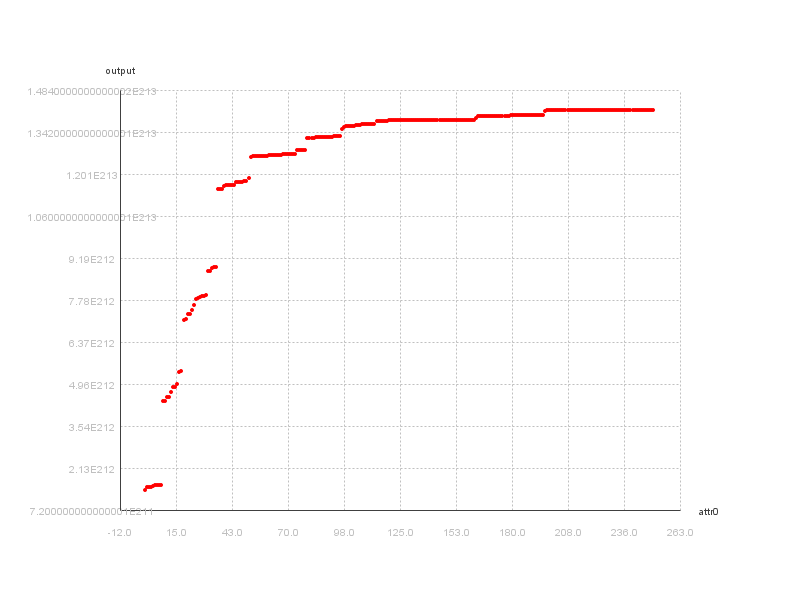 output
1.4840000000000002E213
1.3420000000000001E213
1.201E213
1.0600000000000001E213
9.19E212
7.78E212
6.37E212
4.96E212
3.54E212
2.13E212
7.200000000000001E211
attr0
-12.0 15.0 43.0 70.0 98.0 125.0 153.0 180.0 208.0 236.0 263.0